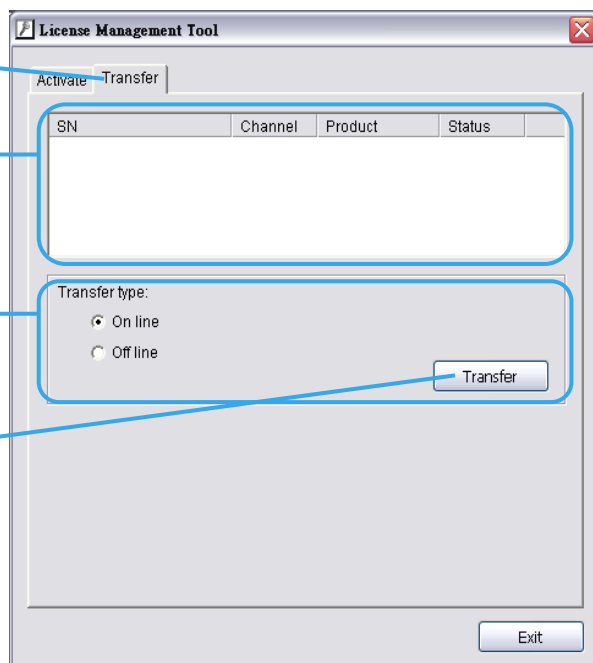 License Management Tool
Activate Transfer
SN Channel Product Status
Transfer type:
On line
Off line
Transfer
Exit